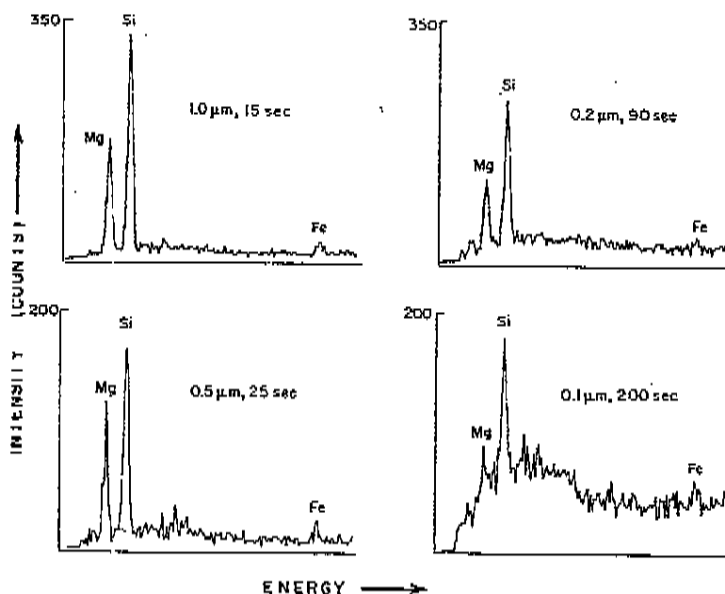 350
Si
Mg
1.0 µm, 15 sec
Fe
350
Si
Mg
0.2 µm, 90 sec
Fe
200
Si
Mg
0.5 µm, 25 sec
Fe
200
Si
Mg
0.1 µm, 200 sec
Fe
INTENSITY (COUNTS)
ENERGY